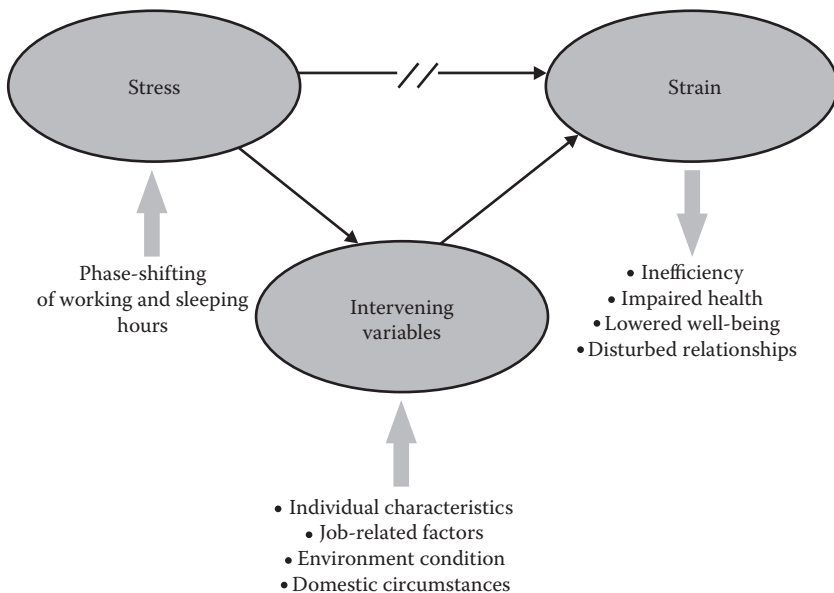 Stress
Strain
Phase-shifting
of working and sleeping
hours
Intervening
variables
• Inefficiency
• Impaired health
• Lowered well-being
• Disturbed relationships
• Individual characteristics
• Job-related factors
• Environment condition
• Domestic circumstances